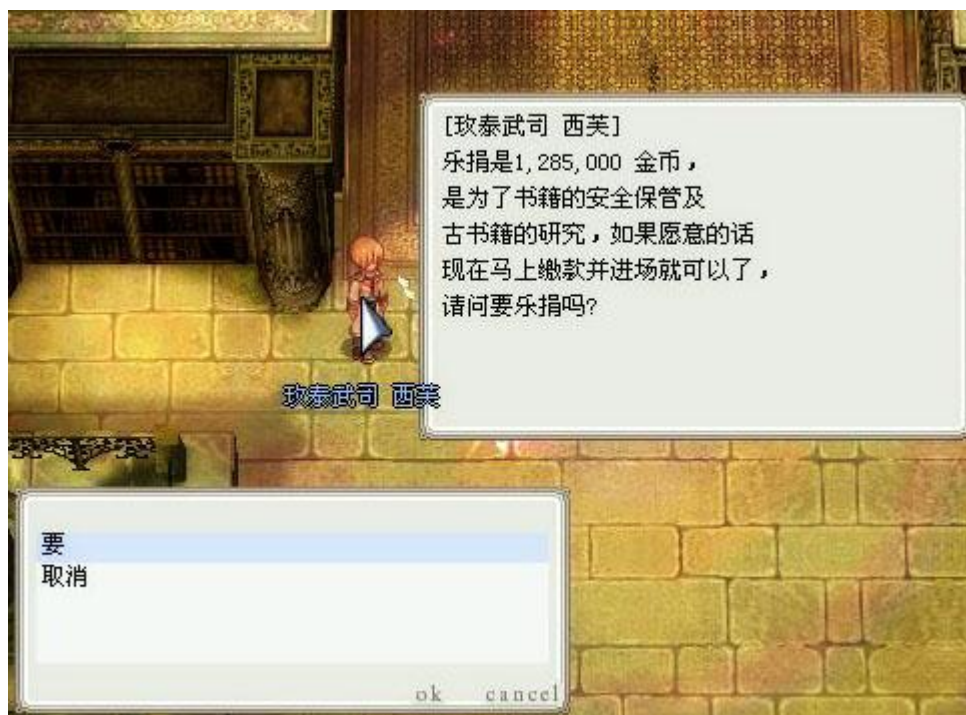 [玫泰武司 西芙]
乐捐是1,285,000 金币，
是为了书籍的安全保管及
古书籍的研究，如果愿意的话
现在马上缴款并进场就可以了，
请问要乐捐吗?
玫泰武司 西芙
要
取消
ok cancel